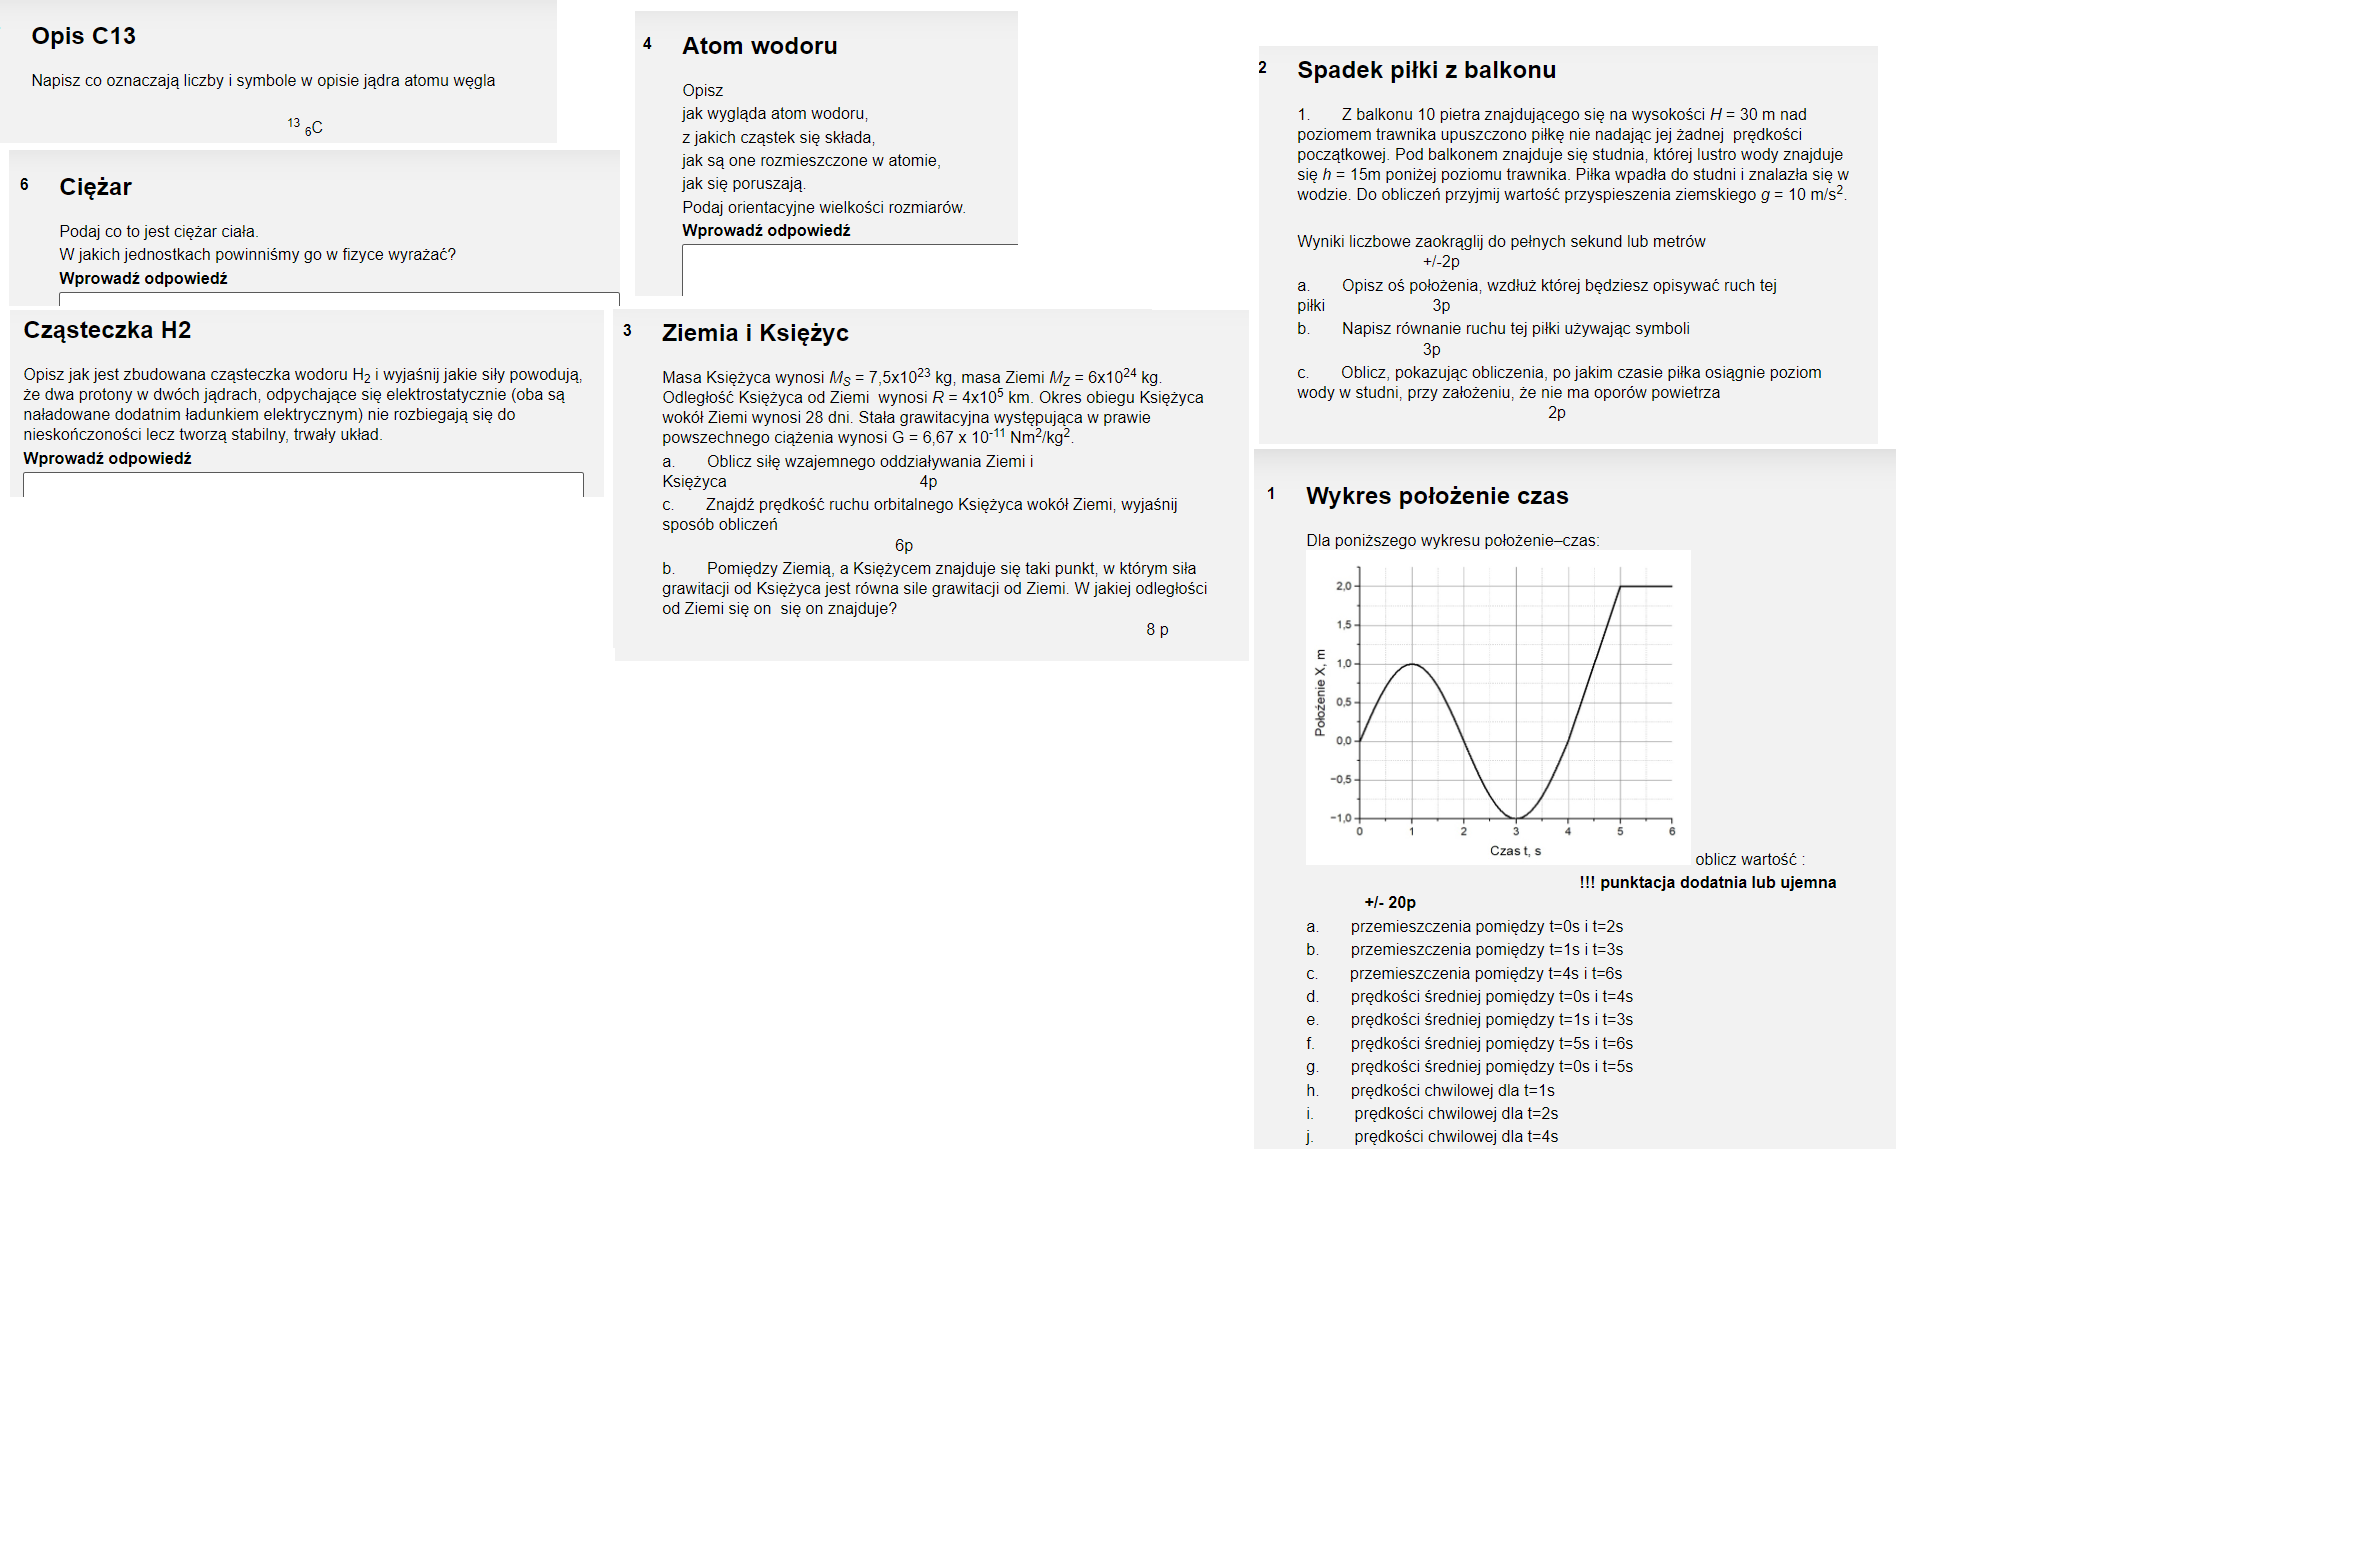 Opis C13
Napisz co oznaczają liczby i symbole w opisie jądra atomu węgla
13 6C
6 Ciężar
Podaj co to jest ciężar ciała.
W jakich jednostkach powinniśmy go w fizyce wyrażać?
Wprowadź odpowiedź
Cząsteczka H2
Opisz jak jest zbudowana cząsteczka wodoru H2 i wyjaśnij jakie siły powodują,
że dwa protony w dwóch jądrach, odpychające się elektrostatycznie (oba są
naładowane dodatnim ładunkiem elektrycznym) nie rozbiegają się do
nieskończoności lecz tworzą stabilny, trwały układ.
Wprowadź odpowiedź
4 Atom wodoru
Opisz
jak wygląda atom wodoru,
z jakich cząstek się składa,
jak są one rozmieszczone w atomie,
jak się poruszają.
Podaj orientacyjne wielkości rozmiarów.
Wprowadź odpowiedź
3 Ziemia i Księżyc
Masa Księżyca wynosi MS = 7,5x10²³ kg, masa Ziemi MZ = 6x10²⁴ kg.
Odległość Księżyca od Ziemi wynosi R = 4x10⁵ km. Okres obiegu Księżyca
wokół Ziemi wynosi 28 dni. Stała grawitacyjna występująca w prawie
powszechnego ciążenia wynosi G = 6,67 x 10⁻¹¹ Nm²/kg².
a. Oblicz siłę wzajemnego oddziaływania Ziemi i
Księżyca 4p
c. Znajdź prędkość ruchu orbitalnego Księżyca wokół Ziemi, wyjaśnij
sposób obliczeń
6p
b. Pomiędzy Ziemią, a Księżycem znajduje się taki punkt, w którym siła
grawitacji od Księżyca jest równa sile grawitacji od Ziemi. W jakiej odległości
od Ziemi się on się on znajduje?
8 p
2 Spadek piłki z balkonu
1. Z balkonu 10 pietra znajdującego się na wysokości H = 30 m nad
poziomem trawnika upuszczono piłkę nie nadając jej żadnej prędkości
początkowej. Pod balkonem znajduje się studnia, której lustro wody znajduje
się h = 15m poniżej poziomu trawnika. Piłka wpadła do studni i znalazła się w
wodzie. Do obliczeń przyjmij wartość przyspieszenia ziemskiego g = 10 m/s².
Wyniki liczbowe zaokrąglij do pełnych sekund lub metrów
+/-2p
a. Opisz oś położenia, wzdłuż której będziesz opisywać ruch tej
piłki 3p
b. Napisz równanie ruchu tej piłki używając symboli
3p
c. Oblicz, pokazując obliczenia, po jakim czasie piłka osiągnie poziom
wody w studni, przy założeniu, że nie ma oporów powietrza
2p
1 Wykres położenie czas
Dla poniższego wykresu położenie–czas:
2,0
1,5
1,0
0,5
0,0
−0,5
−1,0
Położenie X, m
0 1 2 3 4 5 6
Czas t, s
oblicz wartość :
!!! punktacja dodatnia lub ujemna
+/- 20p
a. przemieszczenia pomiędzy t=0s i t=2s
b. przemieszczenia pomiędzy t=1s i t=3s
c. przemieszczenia pomiędzy t=4s i t=6s
d. prędkości średniej pomiędzy t=0s i t=4s
e. prędkości średniej pomiędzy t=1s i t=3s
f. prędkości średniej pomiędzy t=5s i t=6s
g. prędkości średniej pomiędzy t=0s i t=5s
h. prędkości chwilowej dla t=1s
i. prędkości chwilowej dla t=2s
j. prędkości chwilowej dla t=4s